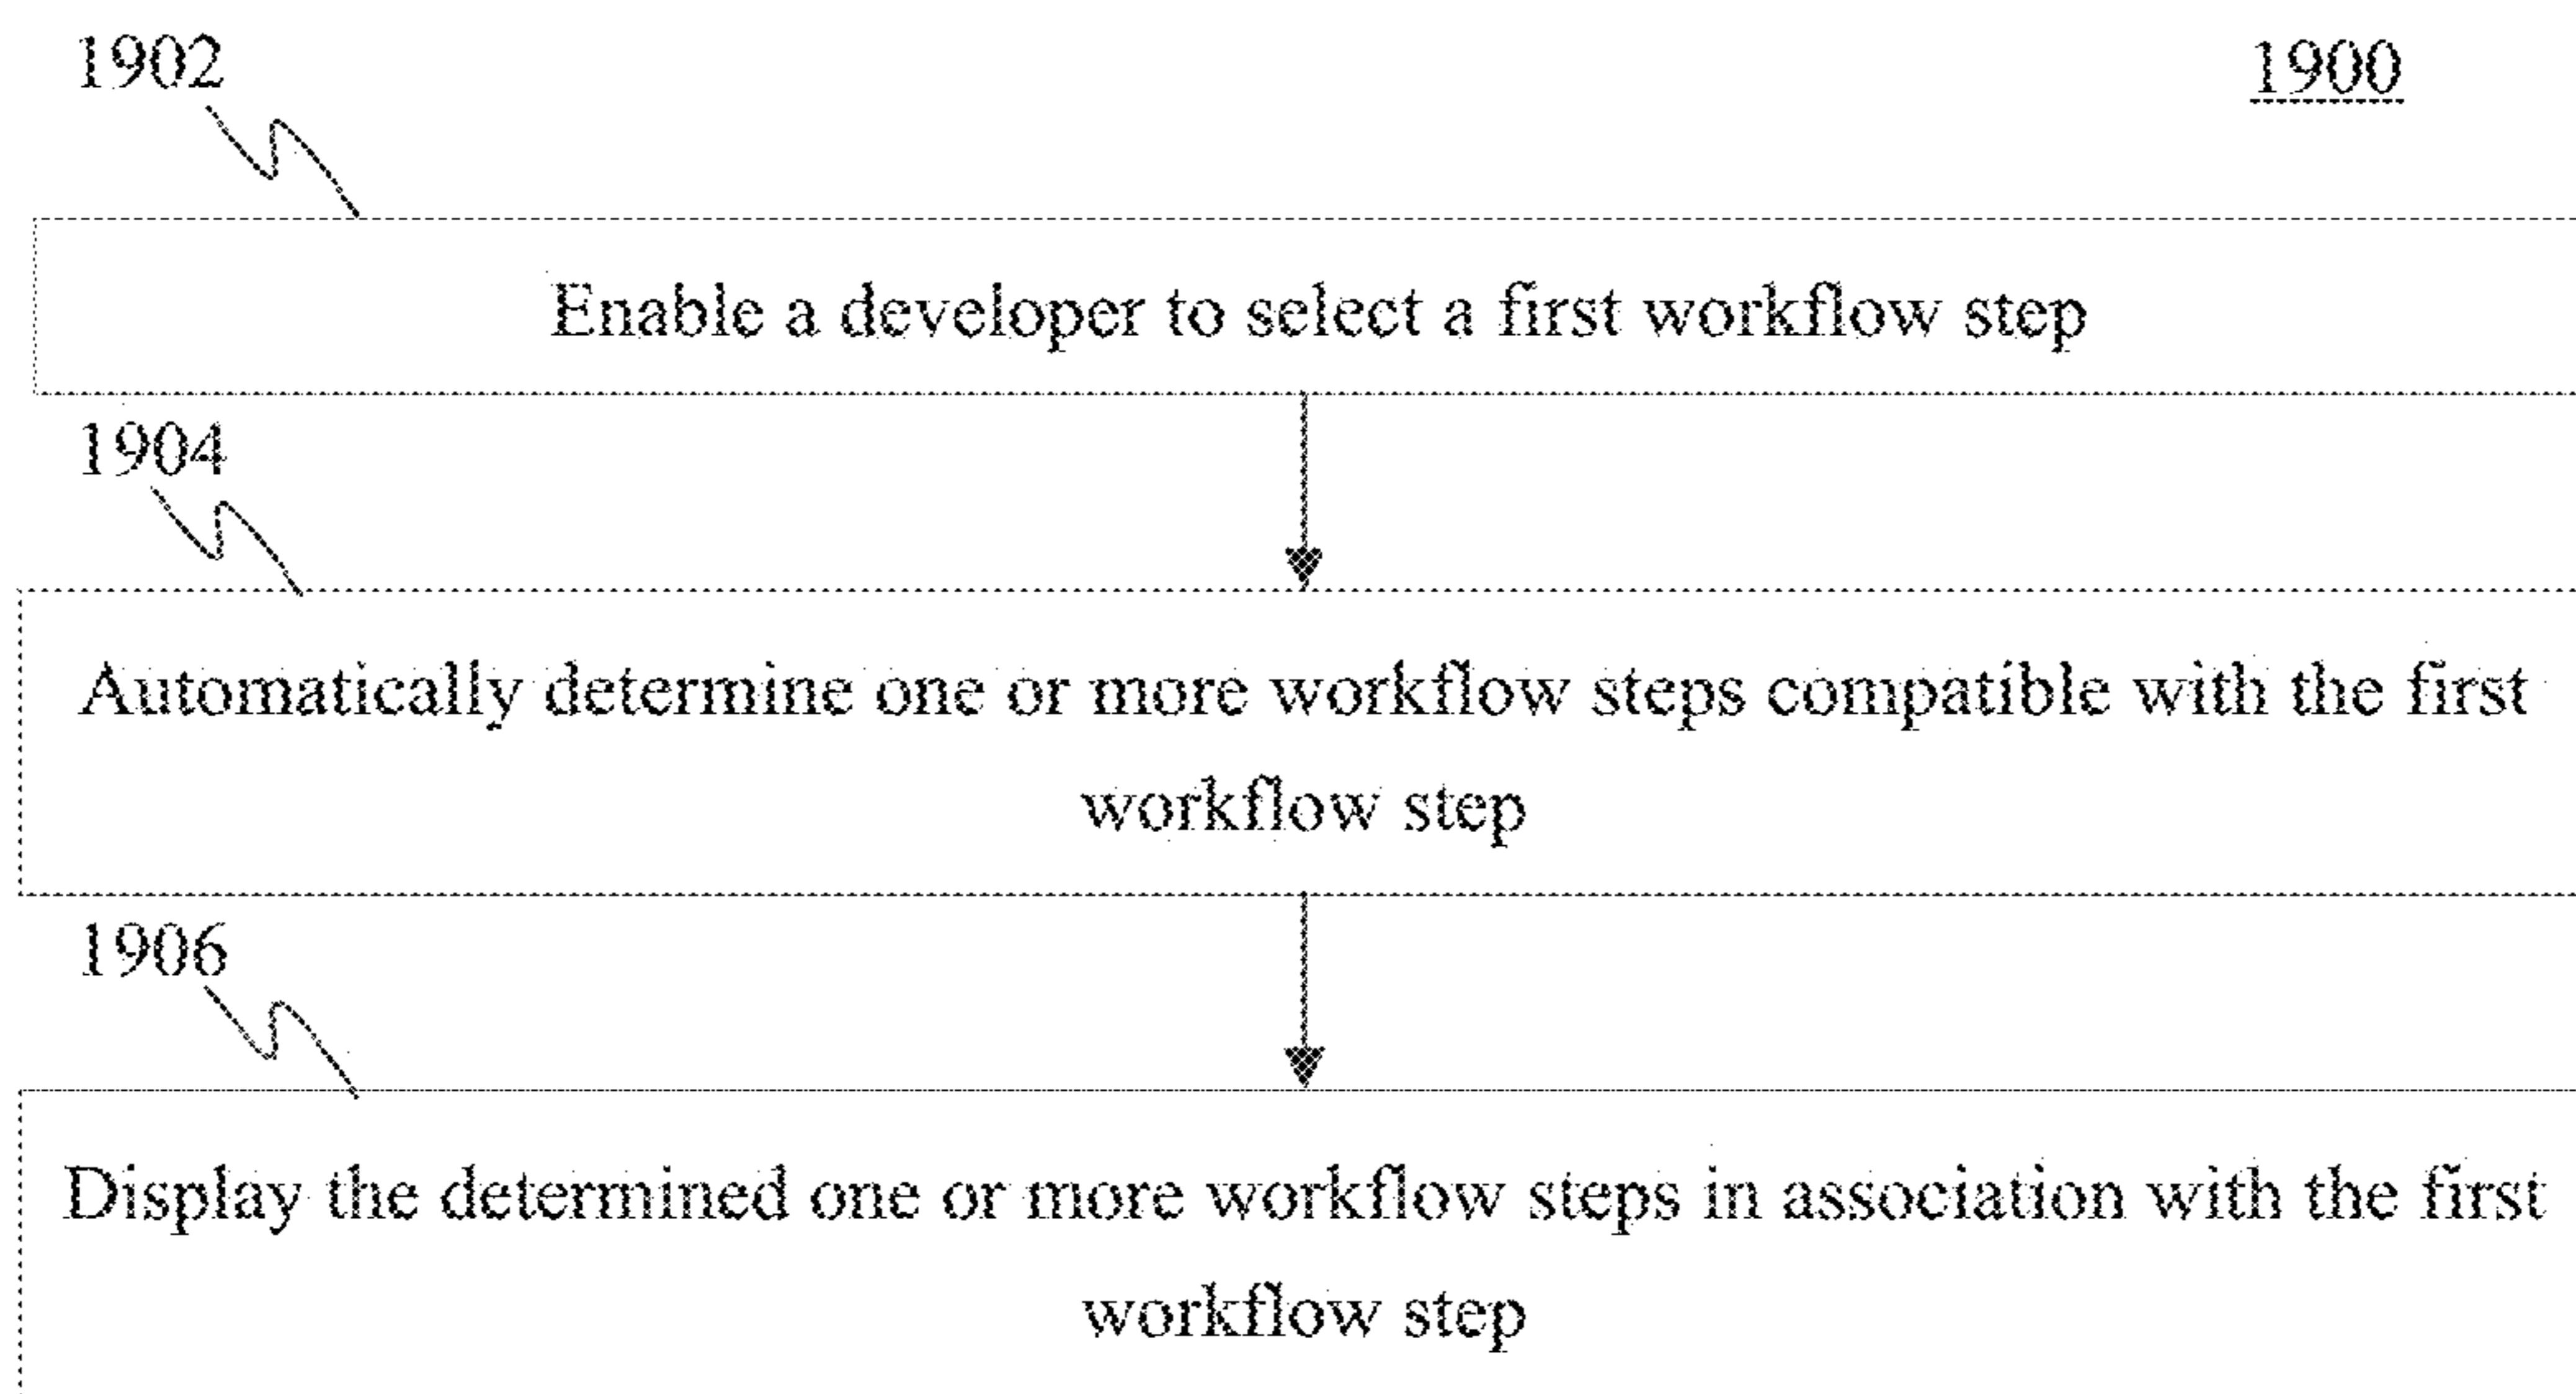 1902
1900
Enable a developer to select a first workflow step
1904
Automatically determine one or more workflow steps compatible with the first
workflow step
1906
Display the determined one or more workflow steps in association with the first
workflow step